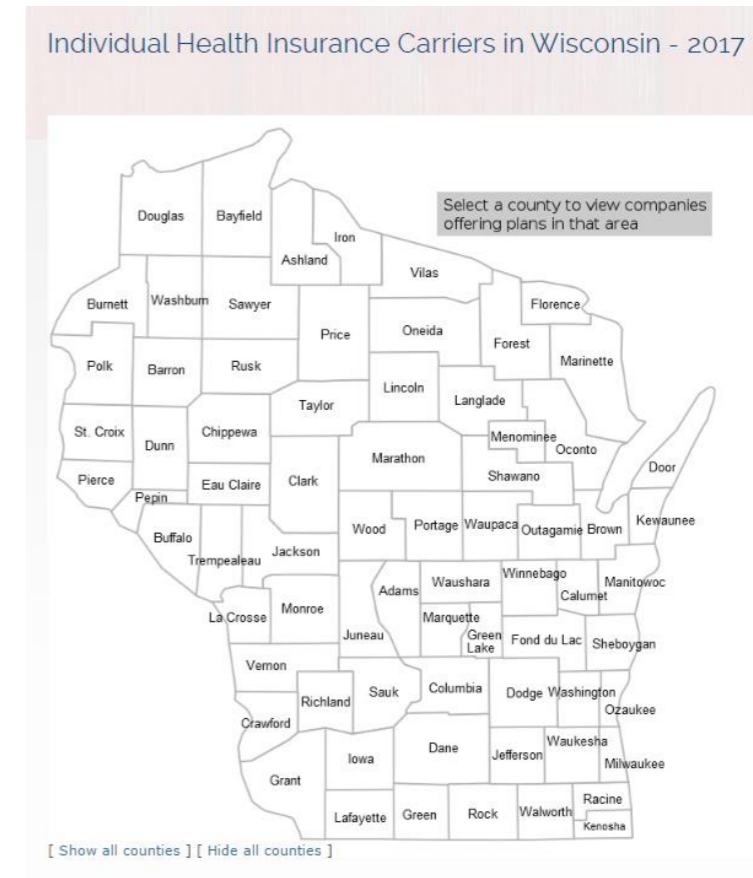 Individual Health Insurance Carriers in Wisconsin - 2017
Select a county to view companies
offering plans in that area
Douglas
Bayfield
Iron
Ashland
Vilas
Burnett
Washburn
Sawyer
Florence
Price
Oneida
Forest
Marinette
Polk
Barron
Rusk
Lincoln
Langlade
Taylor
St. Croix
Dunn
Chippewa
Menominee
Oconto
Marathon
Door
Pierce
Eau Claire
Clark
Shawano
Pepin
Wood
Portage
Waupaca
Outagamie
Brown
Kewaunee
Buffalo
Trempealeau
Jackson
Winnebago
Manitowoc
Adams
Waushara
Calumet
La Crosse
Monroe
Marquette
Juneau
Green
Lake
Fond du Lac
Sheboygan
Vernon
Richland
Sauk
Columbia
Dodge
Washington
Ozaukee
Crawford
Iowa
Dane
Jefferson
Waukesha
Milwaukee
Grant
Lafayette
Green
Rock
Walworth
Racine
Kenosha
[ Show all counties ] [ Hide all counties ]